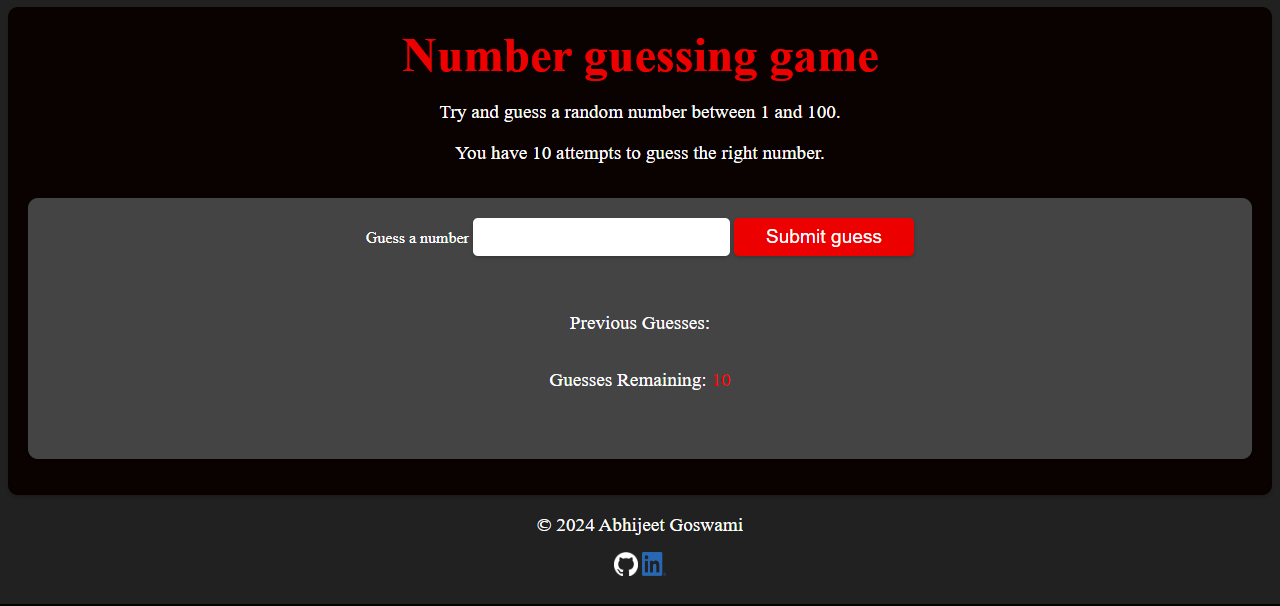 Number guessing game
Try and guess a random number between 1 and 100.
You have 10 attempts to guess the right number.
Guess a number Submit guess
Previous Guesses:
Guesses Remaining: 10
© 2024 Abhijeet Goswami
in